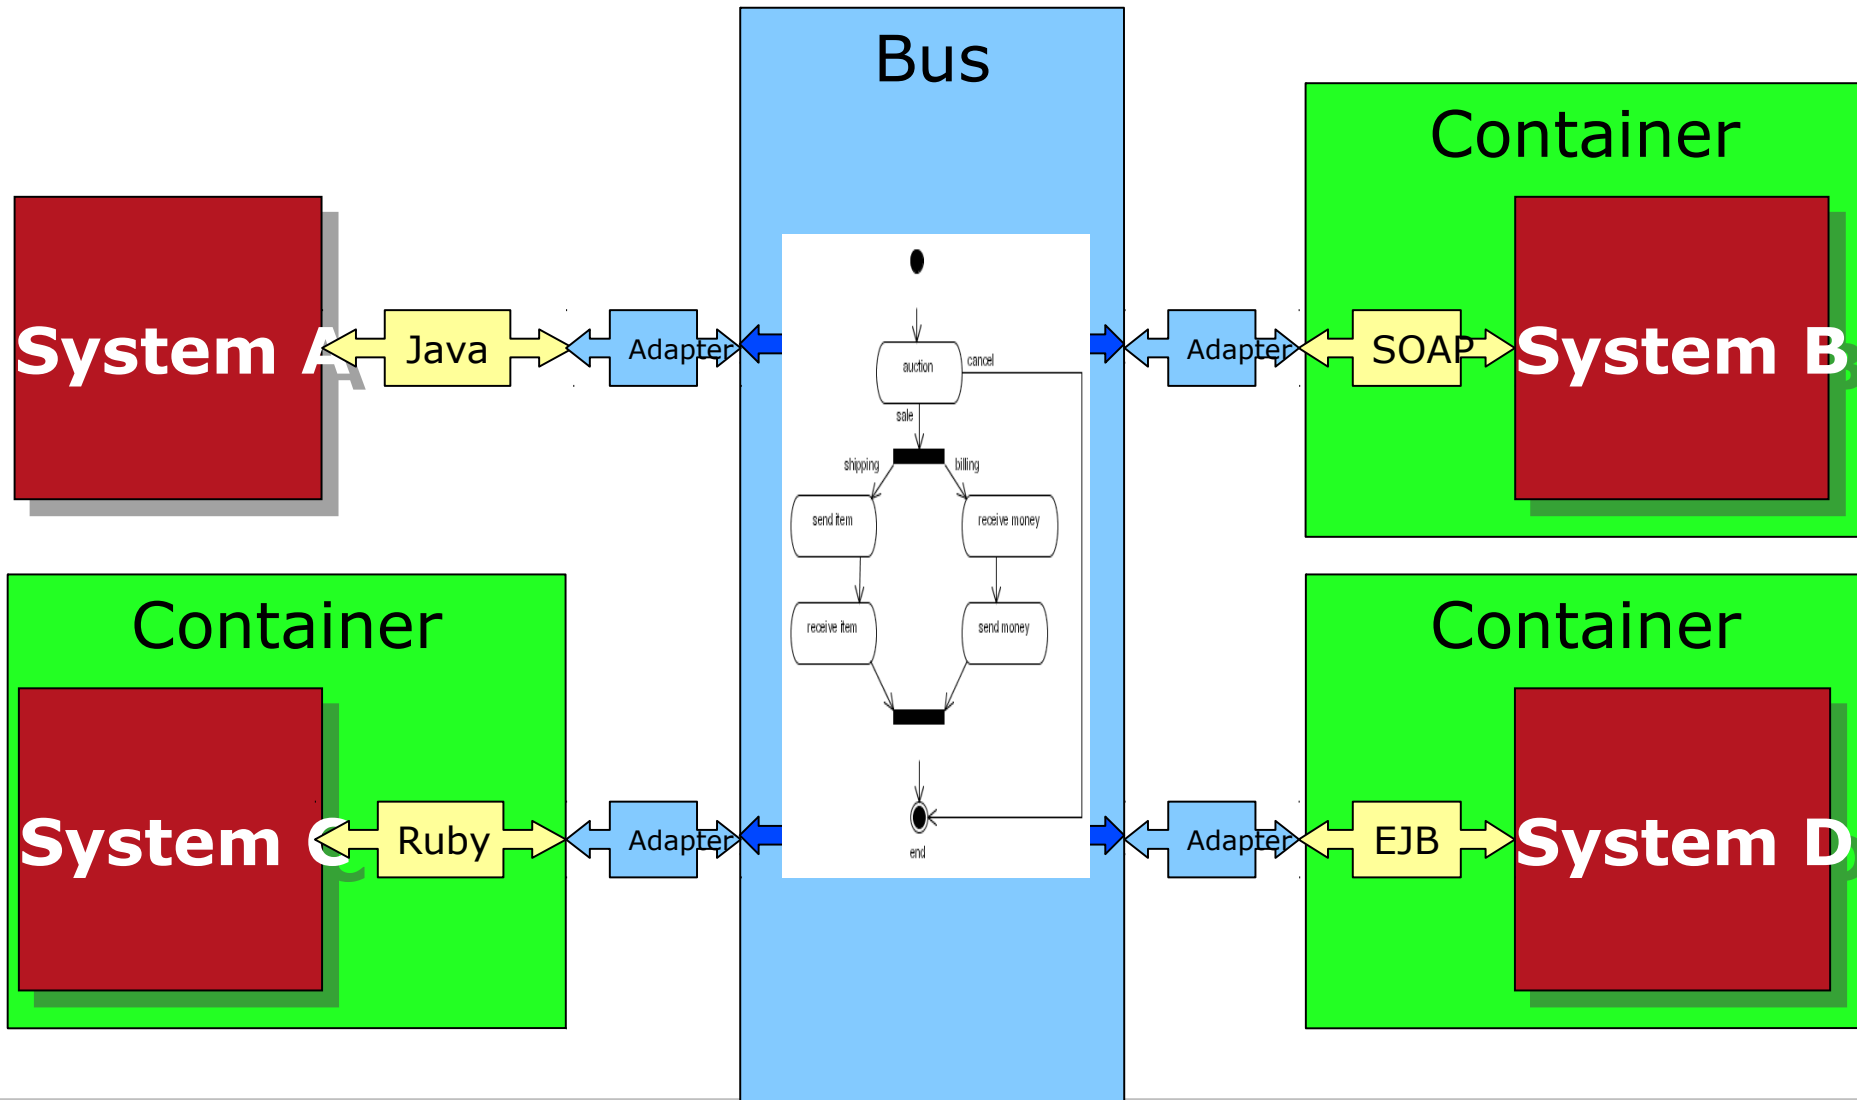 Bus
Container
System A
Java
Adapter
Adapter
SOAP
System B
auction
cancel
sale
shipping
billing
send item
receive money
receive item
send money
end
Container
System C
Ruby
Adapter
Adapter
EJB
Container
System D